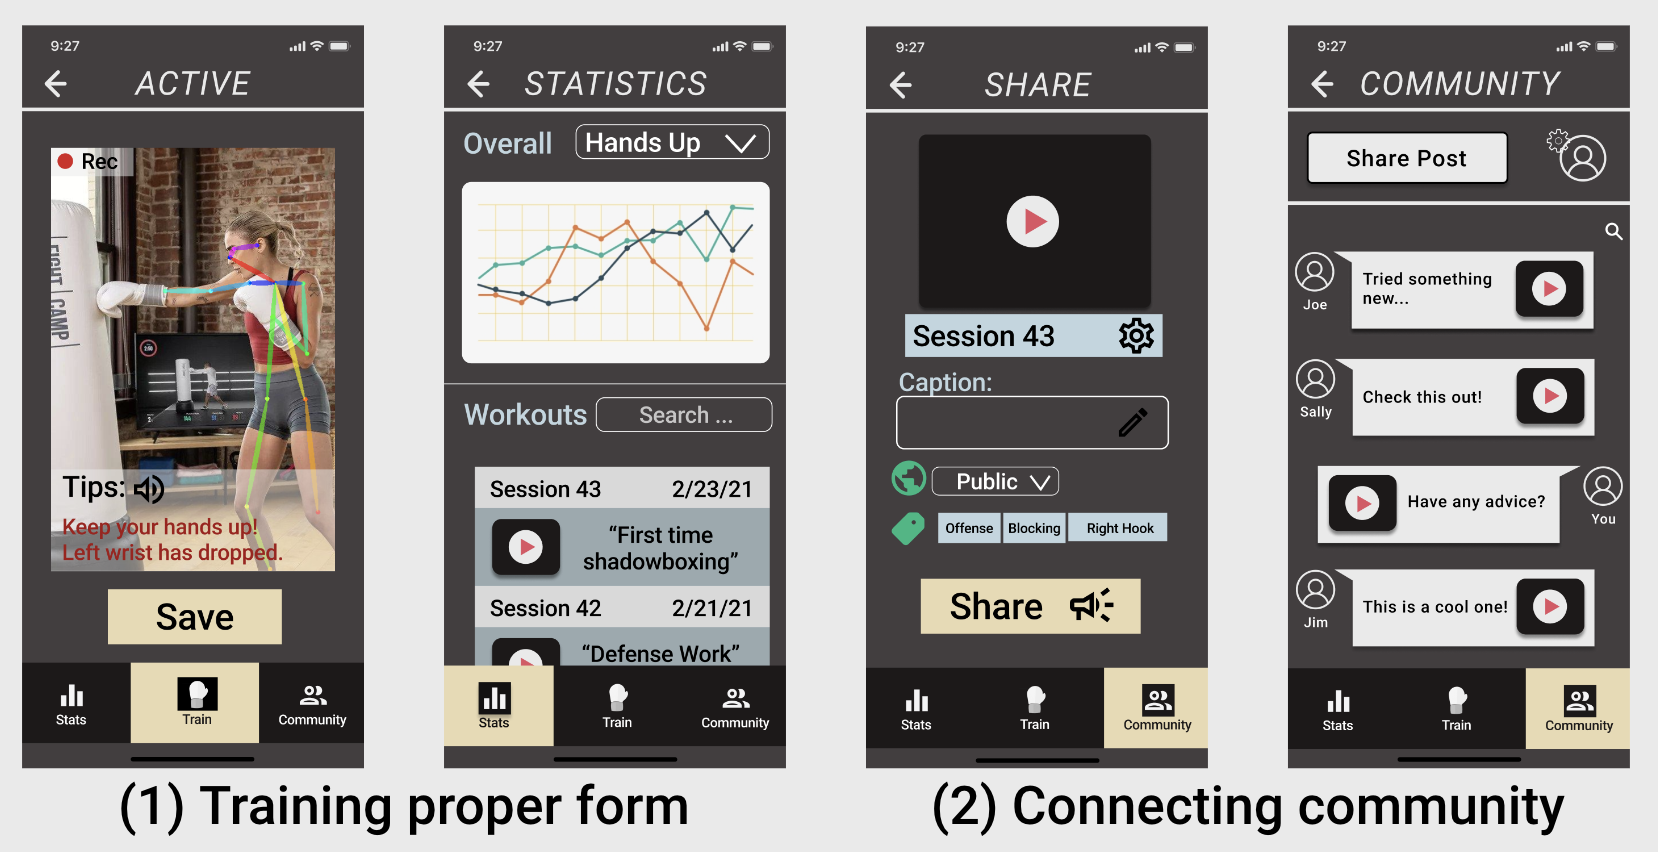 9:27
ACTIVE
Rec
FIGHT CAMP
Tips:
Keep your hands up!
Left wrist has dropped.
Save
Stats
Train
Community
9:27
STATISTICS
Overall
Hands Up
Workouts
Search ...
Session 43 2/23/21
“First time
shadowboxing”
Session 42 2/21/21
“Defense Work”
Stats
Train
Community
(1) Training proper form
9:27
SHARE
Session 43
Caption:
Public
Offense Blocking Right Hook
Share
Stats
Train
Community
9:27
COMMUNITY
Share Post
Tried something
new...
Joe
Check this out!
Sally
Have any advice?
You
This is a cool one!
Jim
Stats
Train
Community
(2) Connecting community